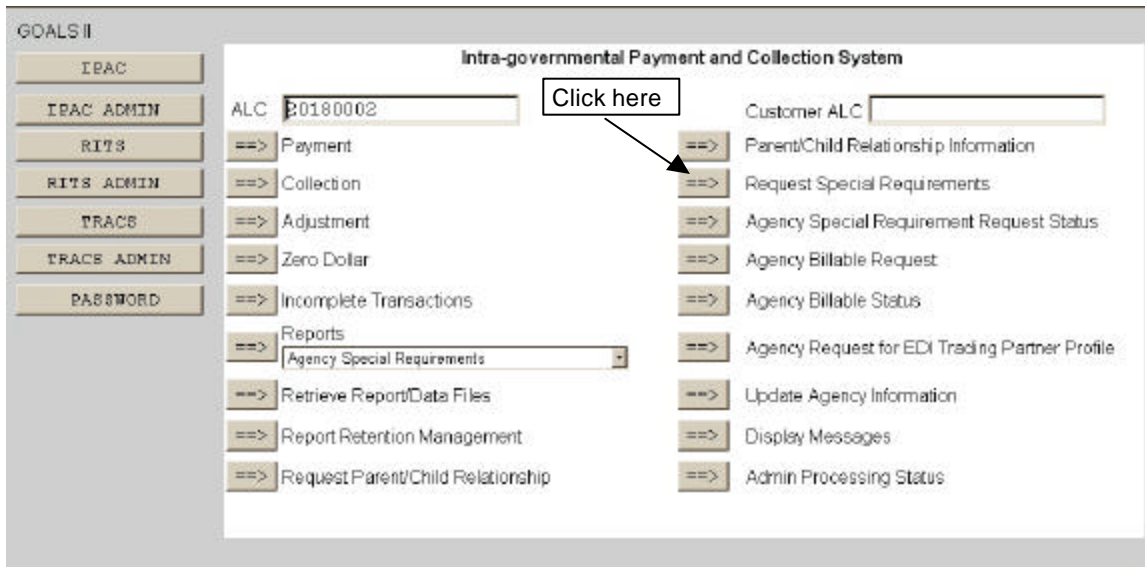 GOALS II
IPAC
IPAC ADMIN
RITS
RITS ADMIN
TRACS
TRACS ADMIN
PASSWORD
Intra-governmental Payment and Collection System
ALC 20180002
Click here
Customer ALC
==> Payment
==> Parent/Child Relationship Information
==> Collection
==> Request Special Requirements
==> Adjustment
==> Agency Special Requirement Request Status
==> Zero Dollar
==> Agency Billable Request
==> Incomplete Transactions
==> Agency Billable Status
==> Reports
Agency Special Requirements
==> Agency Request for EDI Trading Partner Profile
==> Retrieve Report/Data Files
==> Update Agency Information
==> Report Retention Management
==> Display Messages
==> Request Parent/Child Relationship
==> Admin Processing Status